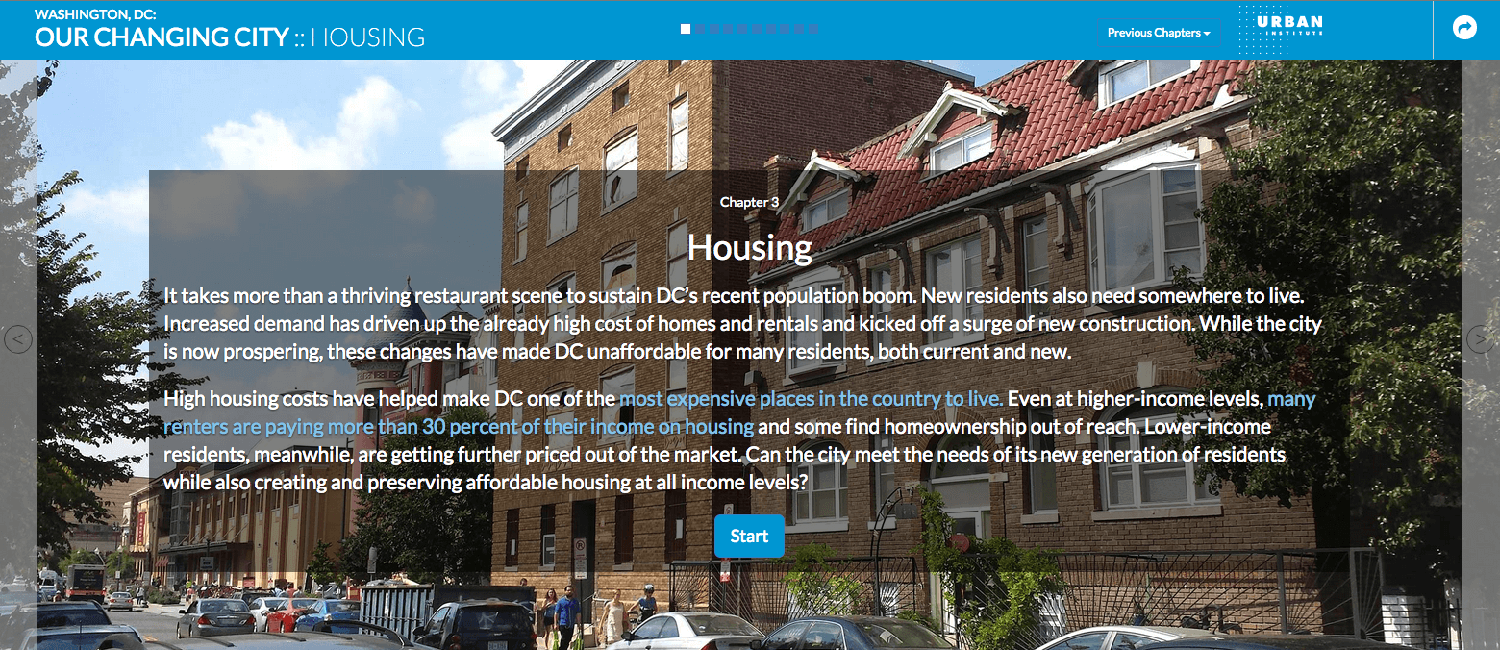 WASHINGTON, DC:
OUR CHANGING CITY :: HOUSING
Previous Chapters
URBAN
INSTITUTE
Chapter 3
Housing
It takes more than a thriving restaurant scene to sustain DC's recent population boom. New residents also need somewhere to live.
Increased demand has driven up the already high cost of homes and rentals and kicked off a surge of new construction. While the city
is now prospering, these changes have made DC unaffordable for many residents, both current and new.
High housing costs have helped make DC one of the most expensive places in the country to live. Even at higher-income levels, many
renters are paying more than 30 percent of their income on housing and some find homeownership out of reach. Lower-income
residents, meanwhile, are getting further priced out of the market. Can the city meet the needs of its new generation of residents
while also creating and preserving affordable housing at all income levels?
<
>
Start